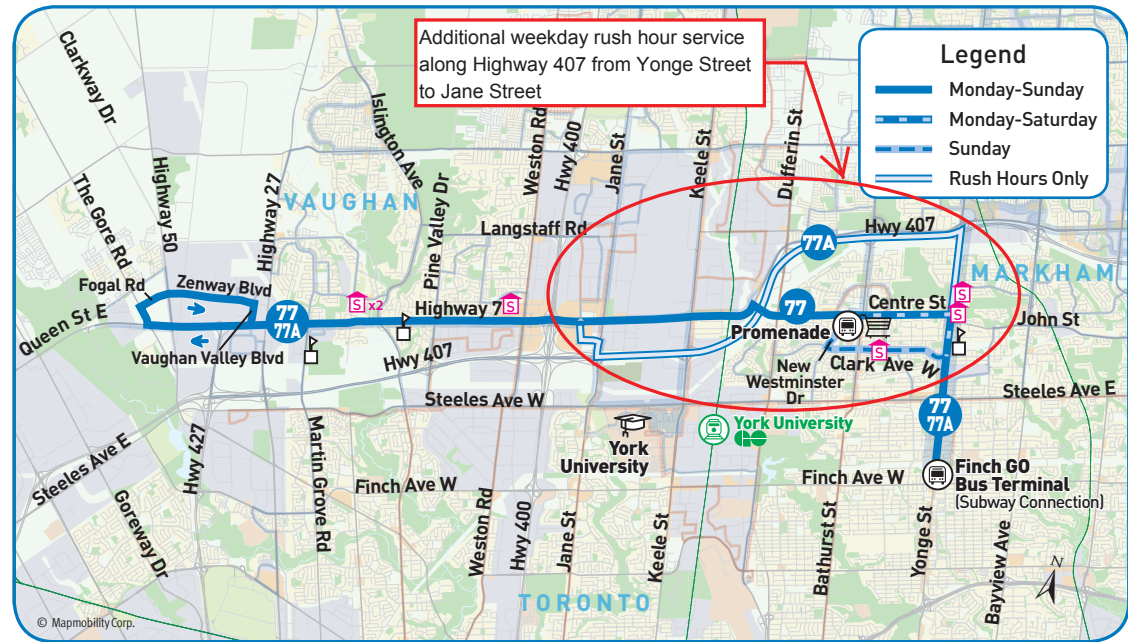 Additional weekday rush hour service
along Highway 407 from Yonge Street
to Jane Street
Legend
Monday-Sunday
Monday-Saturday
Sunday
Rush Hours Only
Clarkway Dr
The Gore Rd
Highway 50
Highway 27
VAUGHAN
Islington Ave
Pine Valley Dr
Weston Rd
Hwy 400
Jane St
Keele St
Dufferin St
Langstaff Rd
Hwy 407
77A
MARKHAM
Fogal Rd
Zenway Blvd
Queen St E
77
77A
S x2
Highway 7
S
77
Centre St
S
S
John St
Promenade
Vaughan Valley Blvd
Hwy 407
New
Westminster
Dr
S
Clark Ave W
Steeles Ave W
Steeles Ave E
77
77A
York
University
York University
GO
Steeles Ave E
Hwy 427
Martin Grove Rd
Goreway Dr
Finch Ave W
Weston Rd
Hwy 400
Jane St
Keele St
Finch Ave W
Bathurst St
Yonge St
Bayview Ave
Finch GO
Bus Terminal
(Subway Connection)
N
TORONTO
© Mapmobility Corp.